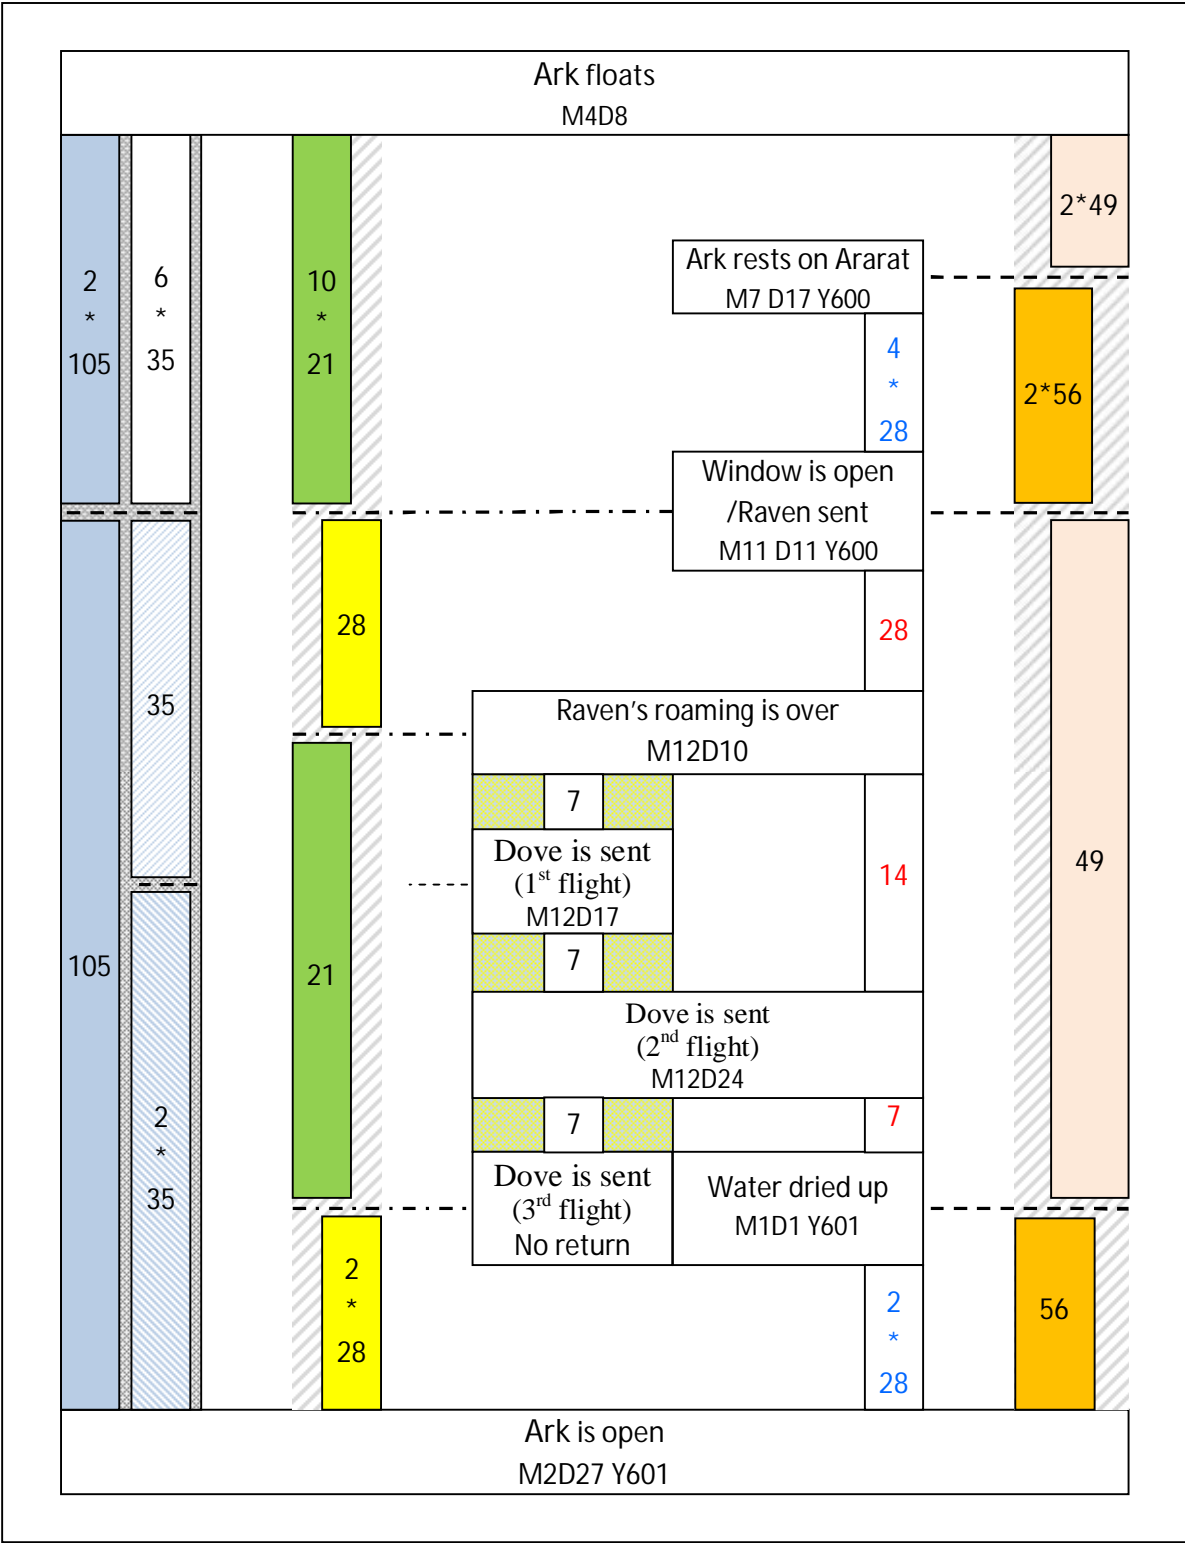 Ark floats
M4D8
2
*
105
6
*
35
10
*
21
2*49
Ark rests on Ararat
M7 D17 Y600
4
*
28
2*56
Window is open
/Raven sent
M11 D11 Y600
28
28
35
Raven's roaming is over
M12D10
7
Dove is sent
(1st flight)
M12D17
14
49
7
105
21
Dove is sent
(2nd flight)
M12D24
2
*
35
7
7
Dove is sent
(3rd flight)
No return
Water dried up
M1D1 Y601
2
*
28
2
*
28
56
Ark is open
M2D27 Y601